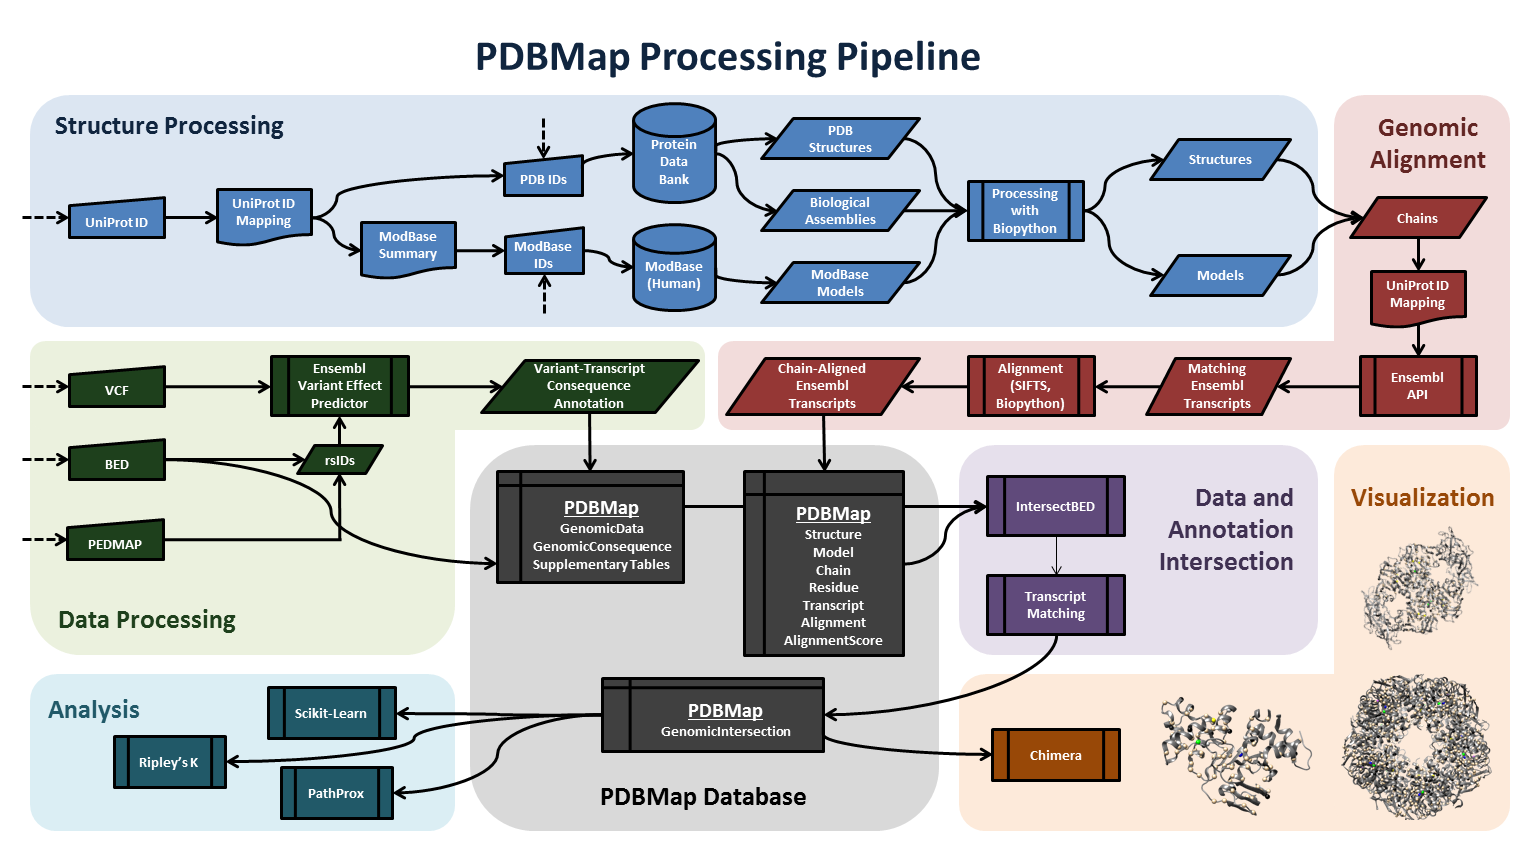 PDBMap Processing Pipeline
Structure Processing
UniProt ID
UniProt ID
Mapping
ModBase
Summary
PDB IDs
ModBase
IDs
Protein
Data
Bank
ModBase
(Human)
PDB
Structures
Biological
Assemblies
ModBase
Models
Processing
with
Biopython
Structures
Models
Genomic
Alignment
Chains
UniProt ID
Mapping
Ensembl
API
Matching
Ensembl
Transcripts
Alignment
(SIFTS,
Biopython)
Chain-Aligned
Ensembl
Transcripts
VCF
Ensembl
Variant Effect
Predictor
Variant-Transcript
Consequence
Annotation
BED
rsIDs
PEDMAP
Data Processing
PDBMap
GenomicData
GenomicConsequence
Supplementary Tables
PDBMap
Structure
Model
Chain
Residue
Transcript
Alignment
AlignmentScore
IntersectBED
Transcript
Matching
Data and
Annotation
Intersection
Visualization
Analysis
Scikit-Learn
Ripley's K
PathProx
PDBMap
GenomicIntersection
PDBMap Database
Chimera